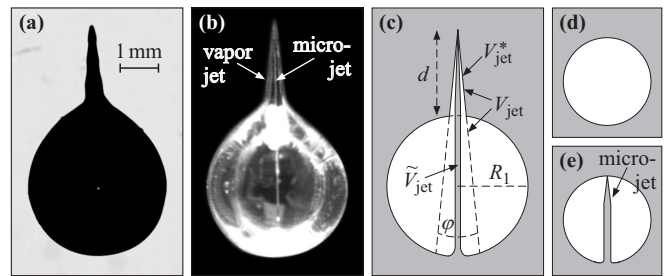 (a)
1 mm
(b)
vapor
jet
micro-
jet
(c)
d
V*jet
Vjet
Ṽjet
R1
φ
(d)
(e)
micro-
jet